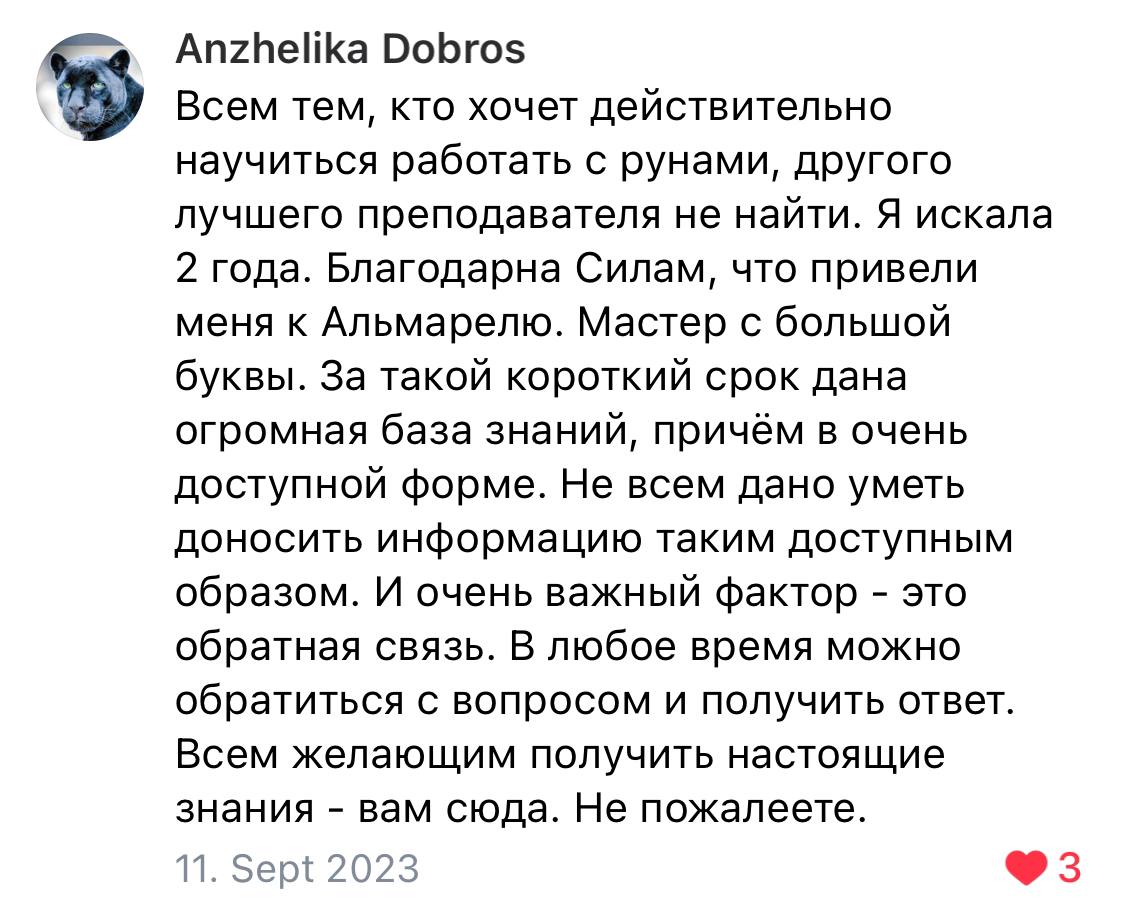 Anzhelika Dobros
Всем тем, кто хочет действительно
научиться работать с рунами, другого
лучшего преподавателя не найти. Я искала
2 года. Благодарна Силам, что привели
меня к Альмарелю. Мастер с большой
буквы. За такой короткий срок дана
огромная база знаний, причём в очень
доступной форме. Не всем дано уметь
доносить информацию таким доступным
образом. И очень важный фактор - это
обратная связь. В любое время можно
обратиться с вопросом и получить ответ.
Всем желающим получить настоящие
знания - вам сюда. Не пожалеете.
11. Sept 2023 3